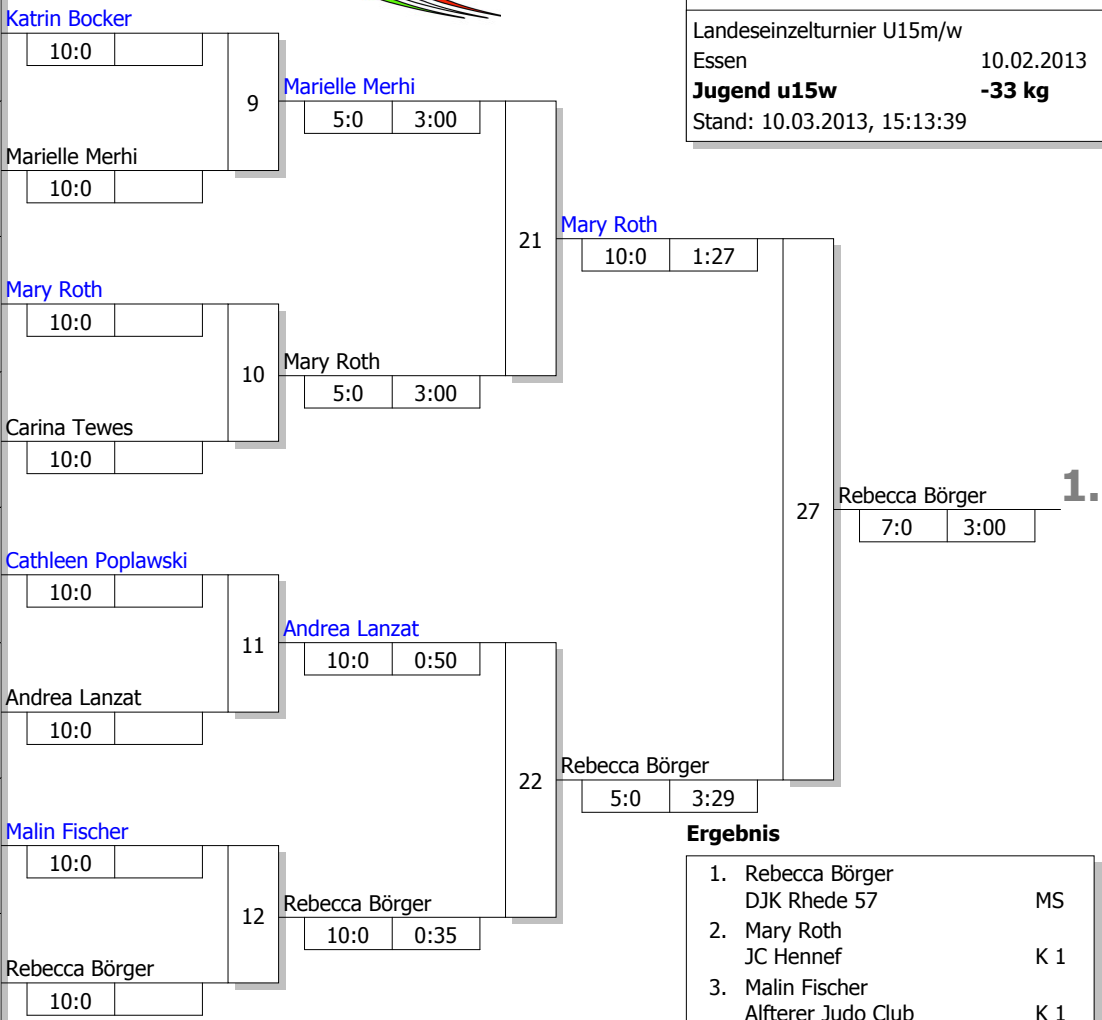 Katrin Bocker
10:0
Marielle Merhi
10:0
9
Mary Roth
10:0
Carina Tewes
10:0
10
Cathleen Poplawski
10:0
Andrea Lanzat
10:0
11
Malin Fischer
10:0
Rebecca Börger
10:0
12
Marielle Merhi
5:0 3:00
Mary Roth
5:0 3:00
21
Andrea Lanzat
10:0 0:50
Rebecca Börger
10:0 0:35
22
Mary Roth
10:0 1:27
Rebecca Börger
5:0 3:29
27
Rebecca Börger 1.
7:0 3:00
Landeseinzelturnier U15m/w
Essen 10.02.2013
Jugend u15w -33 kg
Stand: 10.03.2013, 15:13:39
Ergebnis
1. Rebecca Börger
DJK Rhede 57 MS
2. Mary Roth
JC Hennef K 1
3. Malin Fischer
Alfterer Judo Club K 1